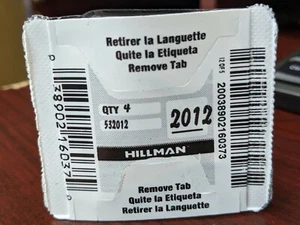 Retirer la Languette
Quite la Etiqueta
Remove Tab
QTY 4
532012
2012
HILLMAN
Remove Tab
Quite la Etiqueta
Retirer la Languette
20038902160373